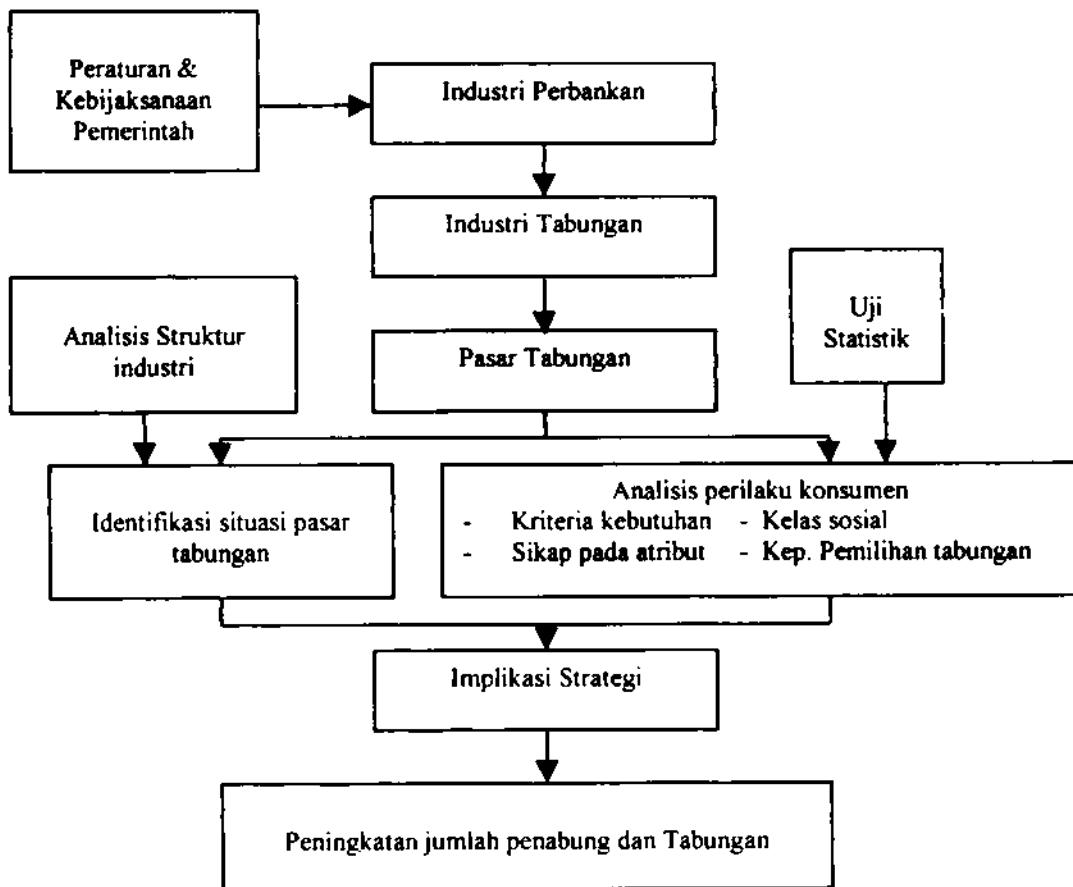 Peraturan &
Kebijaksanaan
Pemerintah
Industri Perbankan
Industri Tabungan
Analisis Struktur
industri
Pasar Tabungan
Uji
Statistik
Identifikasi situasi pasar
tabungan
Analisis perilaku konsumen
- Kriteria kebutuhan - Kelas sosial
- Sikap pada atribut - Kep. Pemilihan tabungan
Implikasi Strategi
Peningkatan jumlah penabung dan Tabungan